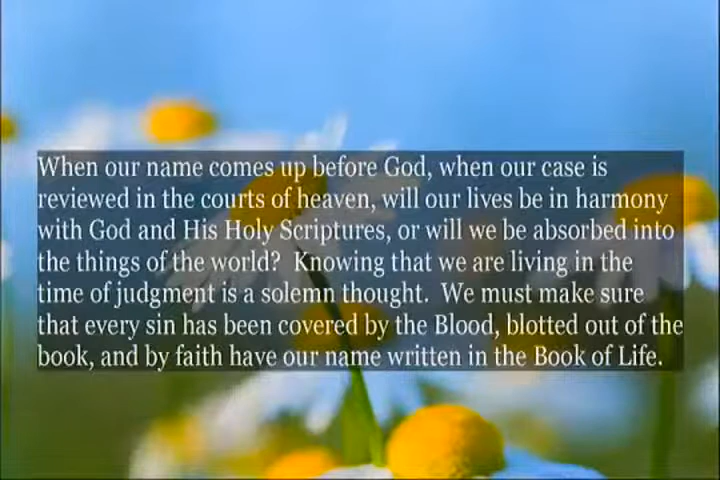 When our name comes up before God, when our case is
reviewed in the courts of heaven, will our lives be in harmony
with God and His Holy Scriptures, or will we be absorbed into
the things of the world?  Knowing that we are living in the
time of judgment is a solemn thought.  We must make sure
that every sin has been covered by the Blood, blotted out of the
book, and by faith have our name written in the Book of Life.